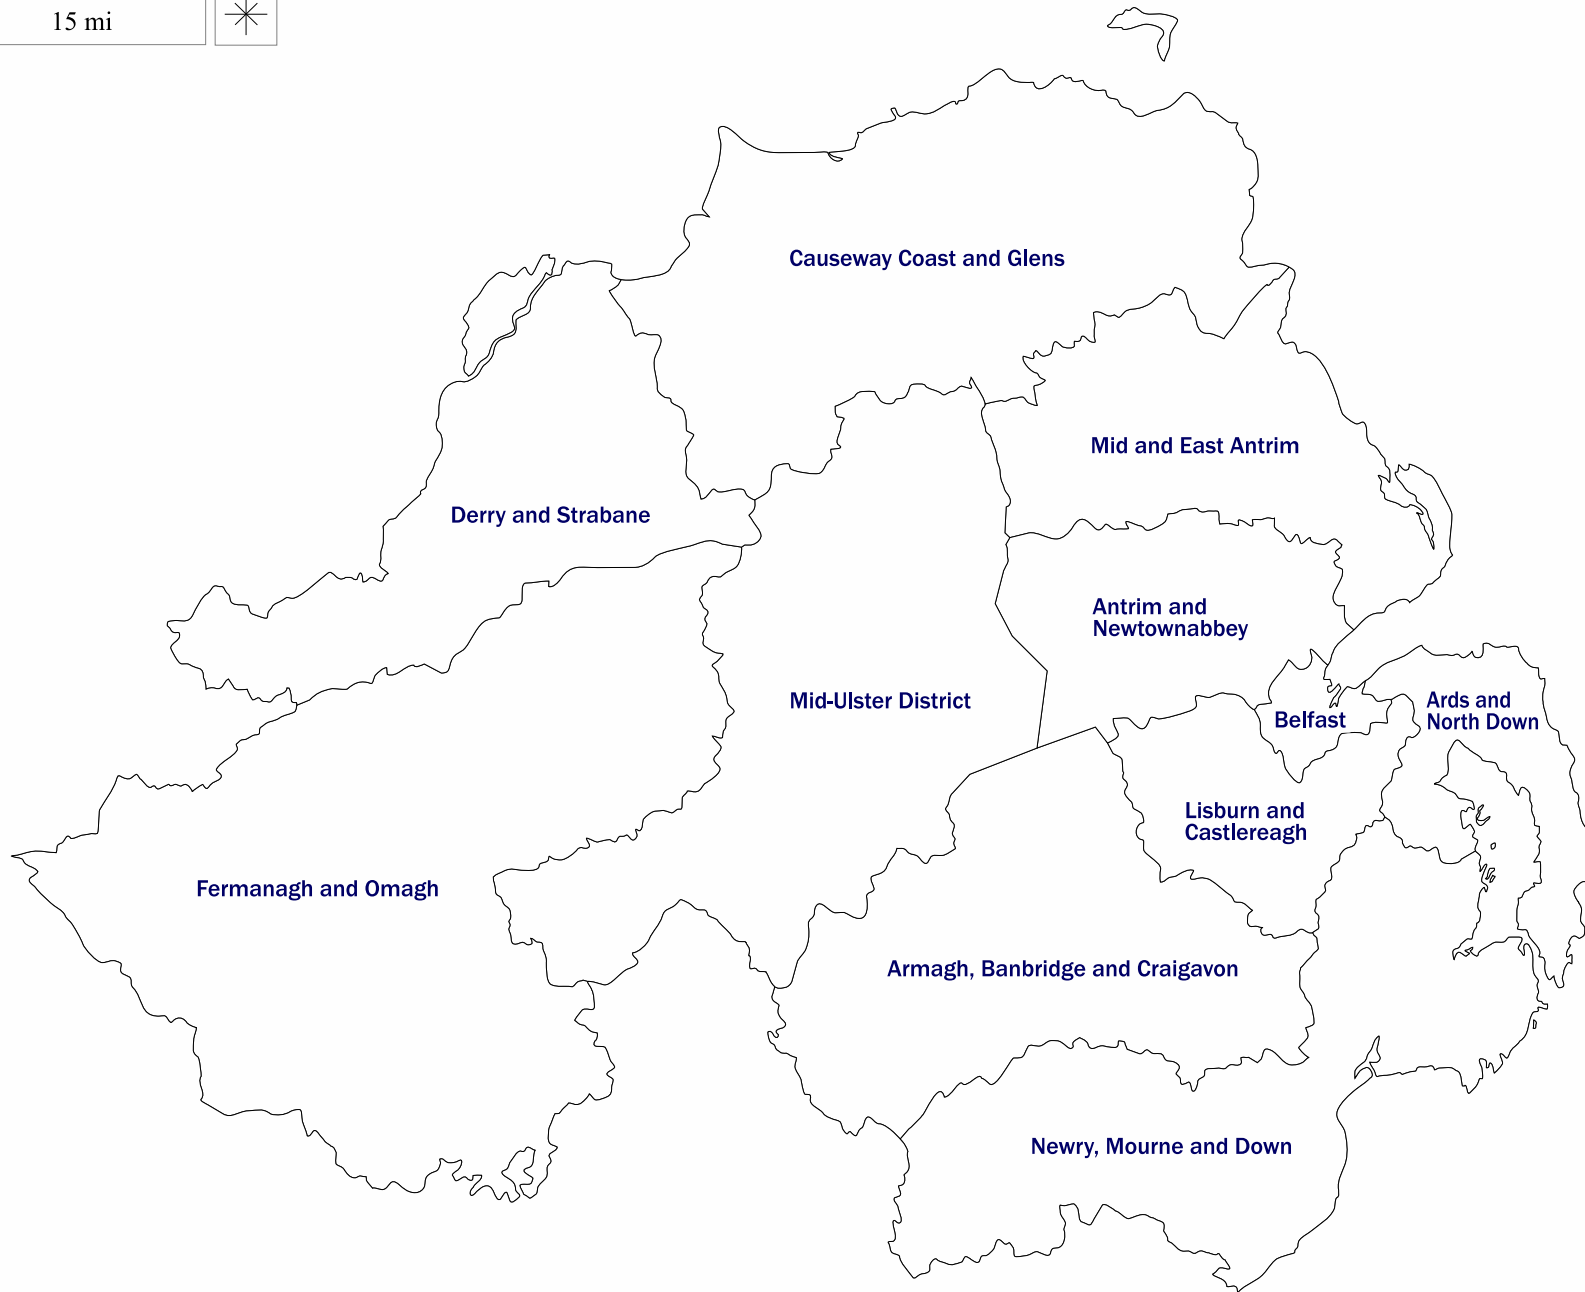 15 mi
Causeway Coast and Glens
Mid and East Antrim
Derry and Strabane
Antrim and
Newtownabbey
Mid-Ulster District
Belfast
Ards and
North Down
Lisburn and
Castlereagh
Fermanagh and Omagh
Armagh, Banbridge and Craigavon
Newry, Mourne and Down